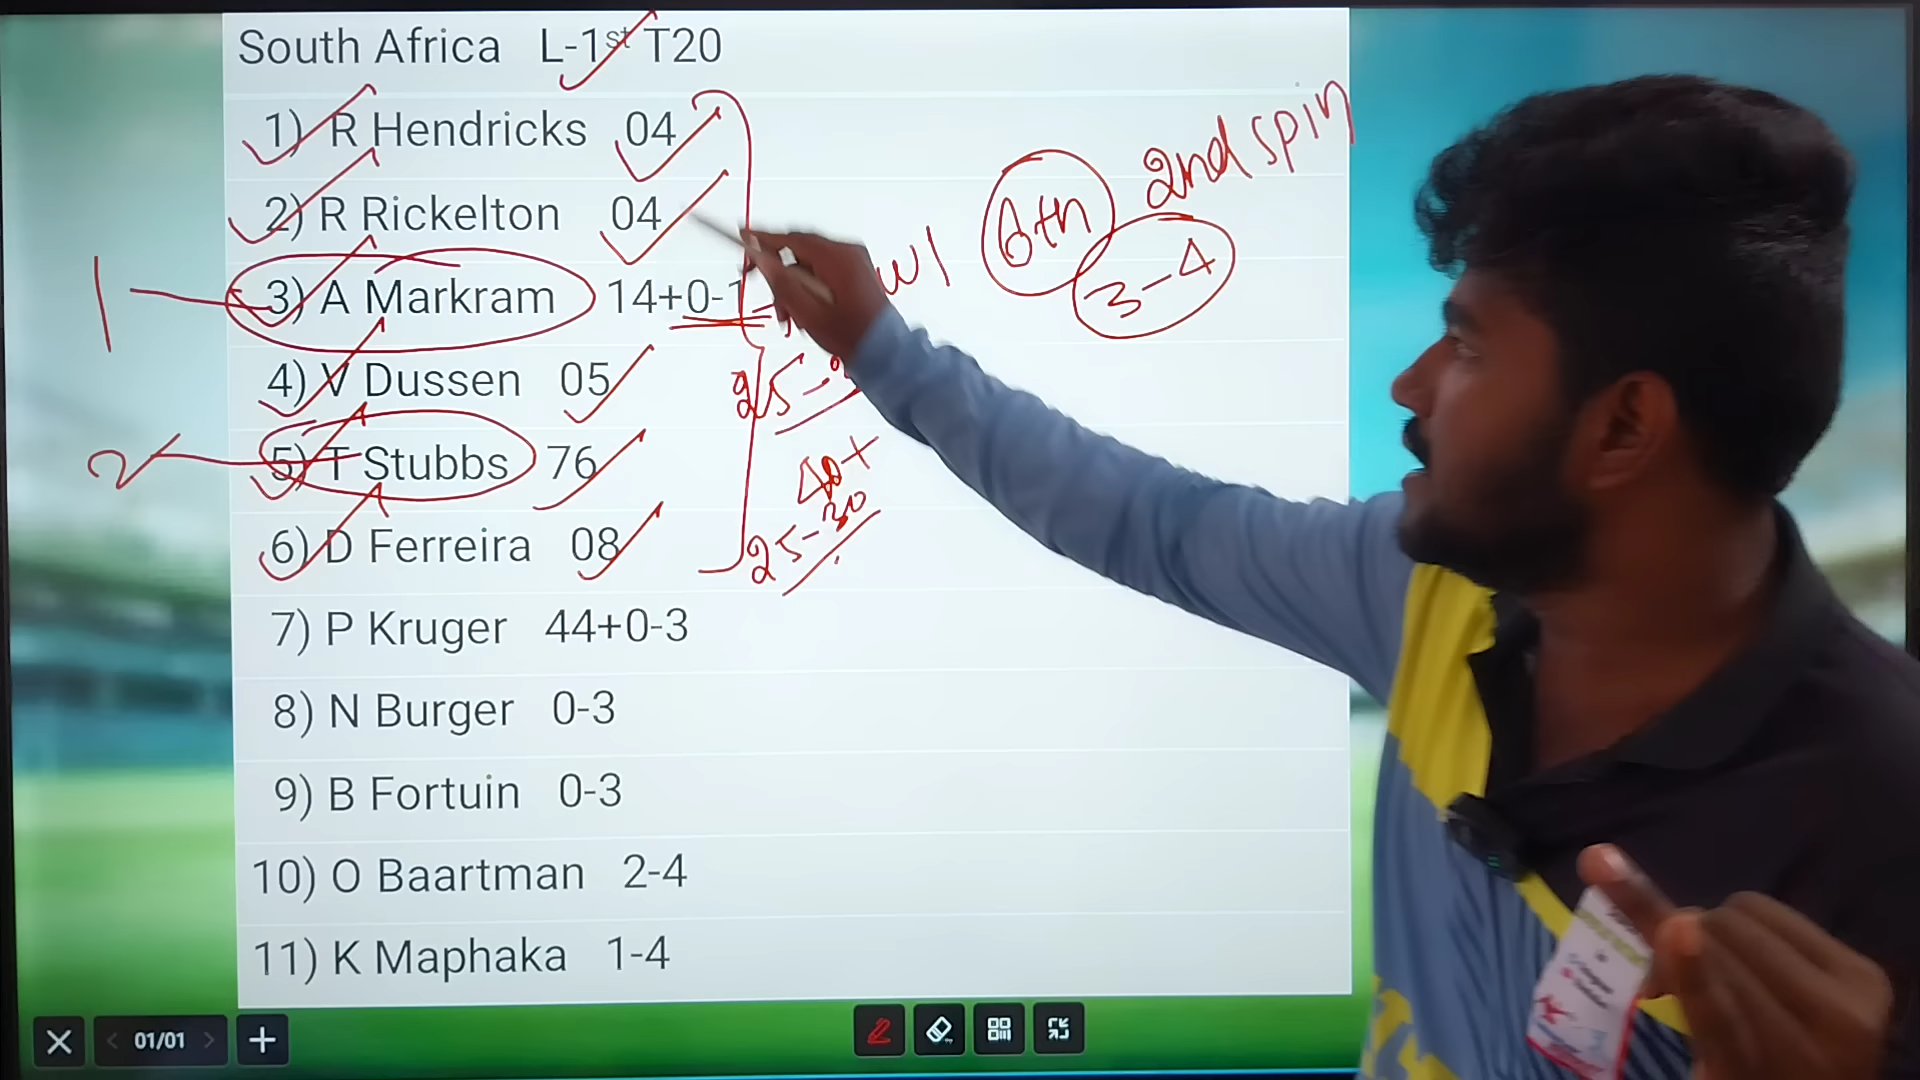 South Africa L-1st T20
1) R Hendricks 04
2) R Rickelton 04
3) A Markram 14+0-1
4) V Dussen 05
5) T Stubbs 76
6) D Ferreira 08
7) P Kruger 44+0-3
8) N Burger 0-3
9) B Fortuin 0-3
10) O Baartman 2-4
11) K Maphaka 1-4
1
2
W1
6th
2nd spin
3-4
40+
25-30
01/01